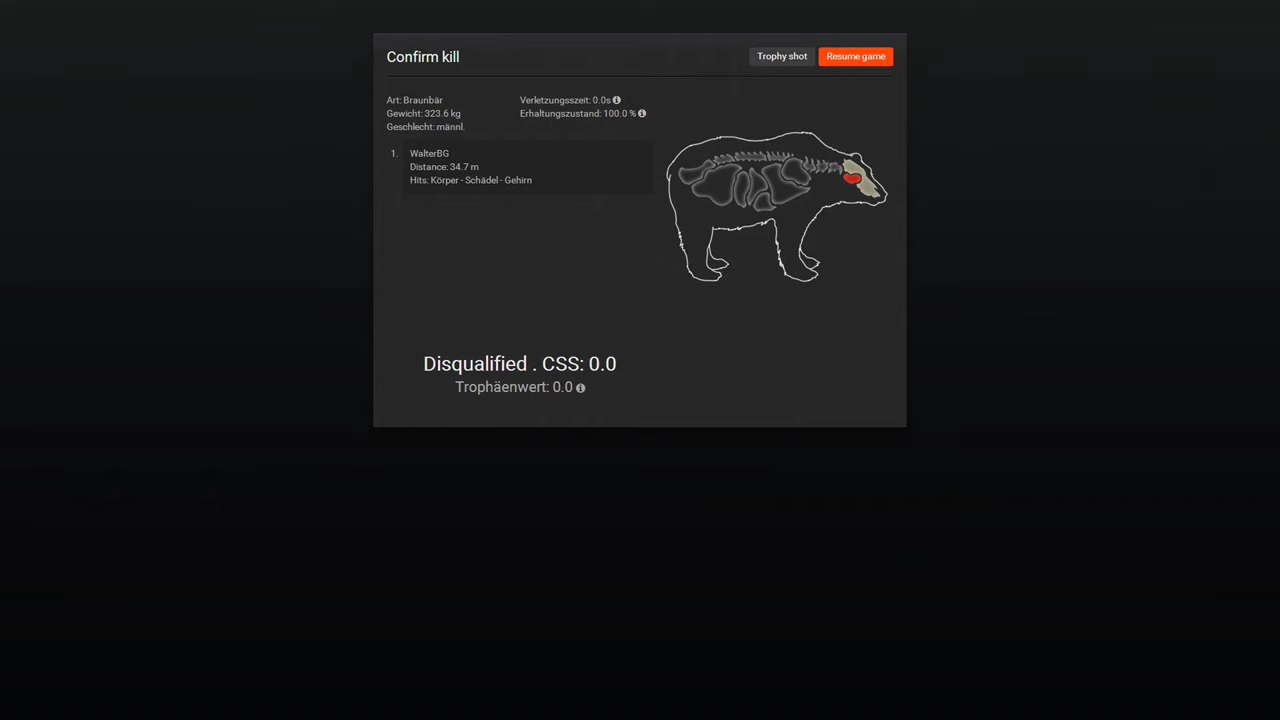 Confirm kill
Trophy shot
Resume game
Art: Braunbär
Gewicht: 323.6 kg
Geschlecht: männl.
Verletzungsszeit: 0.0s
Erhaltungszustand: 100.0 %
1. WalterBG
Distance: 34.7 m
Hits: Körper - Schädel - Gehirn
Disqualified . CSS: 0.0
Trophäenwert: 0.0